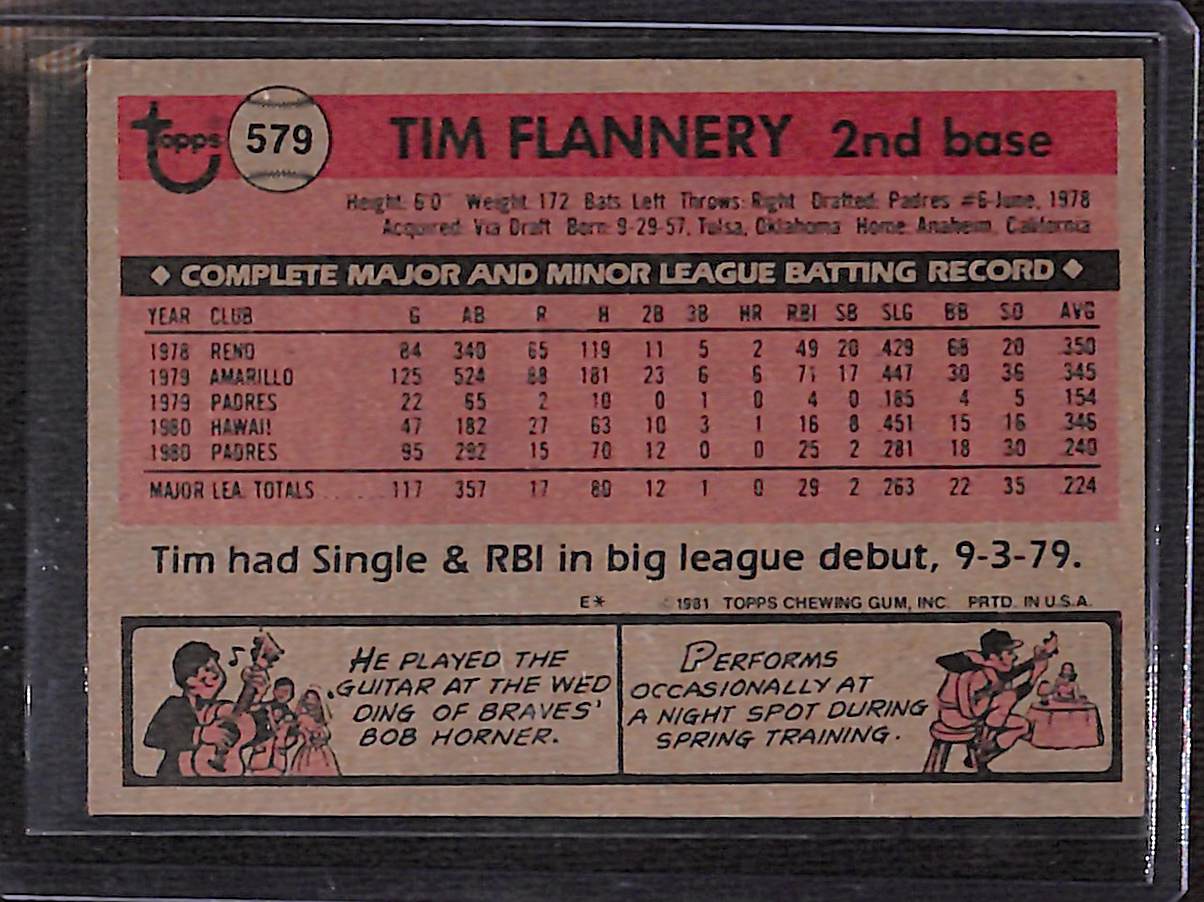 Topps 579 TIM FLANNERY 2nd base
Height: 6'0" Weight: 172 Bats: Left Throws: Right Drafted: Padres #6-June, 1978
Acquired: Via Draft Born: 9-29-57, Tulsa, Oklahoma Home: Anaheim, California
◆ COMPLETE MAJOR AND MINOR LEAGUE BATTING RECORD ◆
YEAR CLUB G AB R H 2B 3B HR RBI SB SLG BB SO AVG
1978 RENO 84 340 65 119 11 5 2 49 20 .429 68 20 .350
1979 AMARILLO 125 524 88 181 23 6 6 71 17 .447 30 36 .345
1979 PADRES 22 65 2 10 0 1 0 4 0 .185 4 5 .154
1980 HAWAII 47 182 27 63 10 3 1 16 8 .451 15 16 .346
1980 PADRES 95 292 15 70 12 0 0 25 2 .281 18 30 .240
MAJOR LEA. TOTALS ...... 117 357 17 80 12 1 0 29 2 .263 22 35 .224
Tim had Single & RBI in big league debut, 9-3-79.
E* © 1981 TOPPS CHEWING GUM, INC. PRTD. IN U.S.A.
HE PLAYED THE
GUITAR AT THE WED
DING OF BRAVES'
BOB HORNER.
PERFORMS
OCCASIONALLY AT
A NIGHT SPOT DURING
SPRING TRAINING.